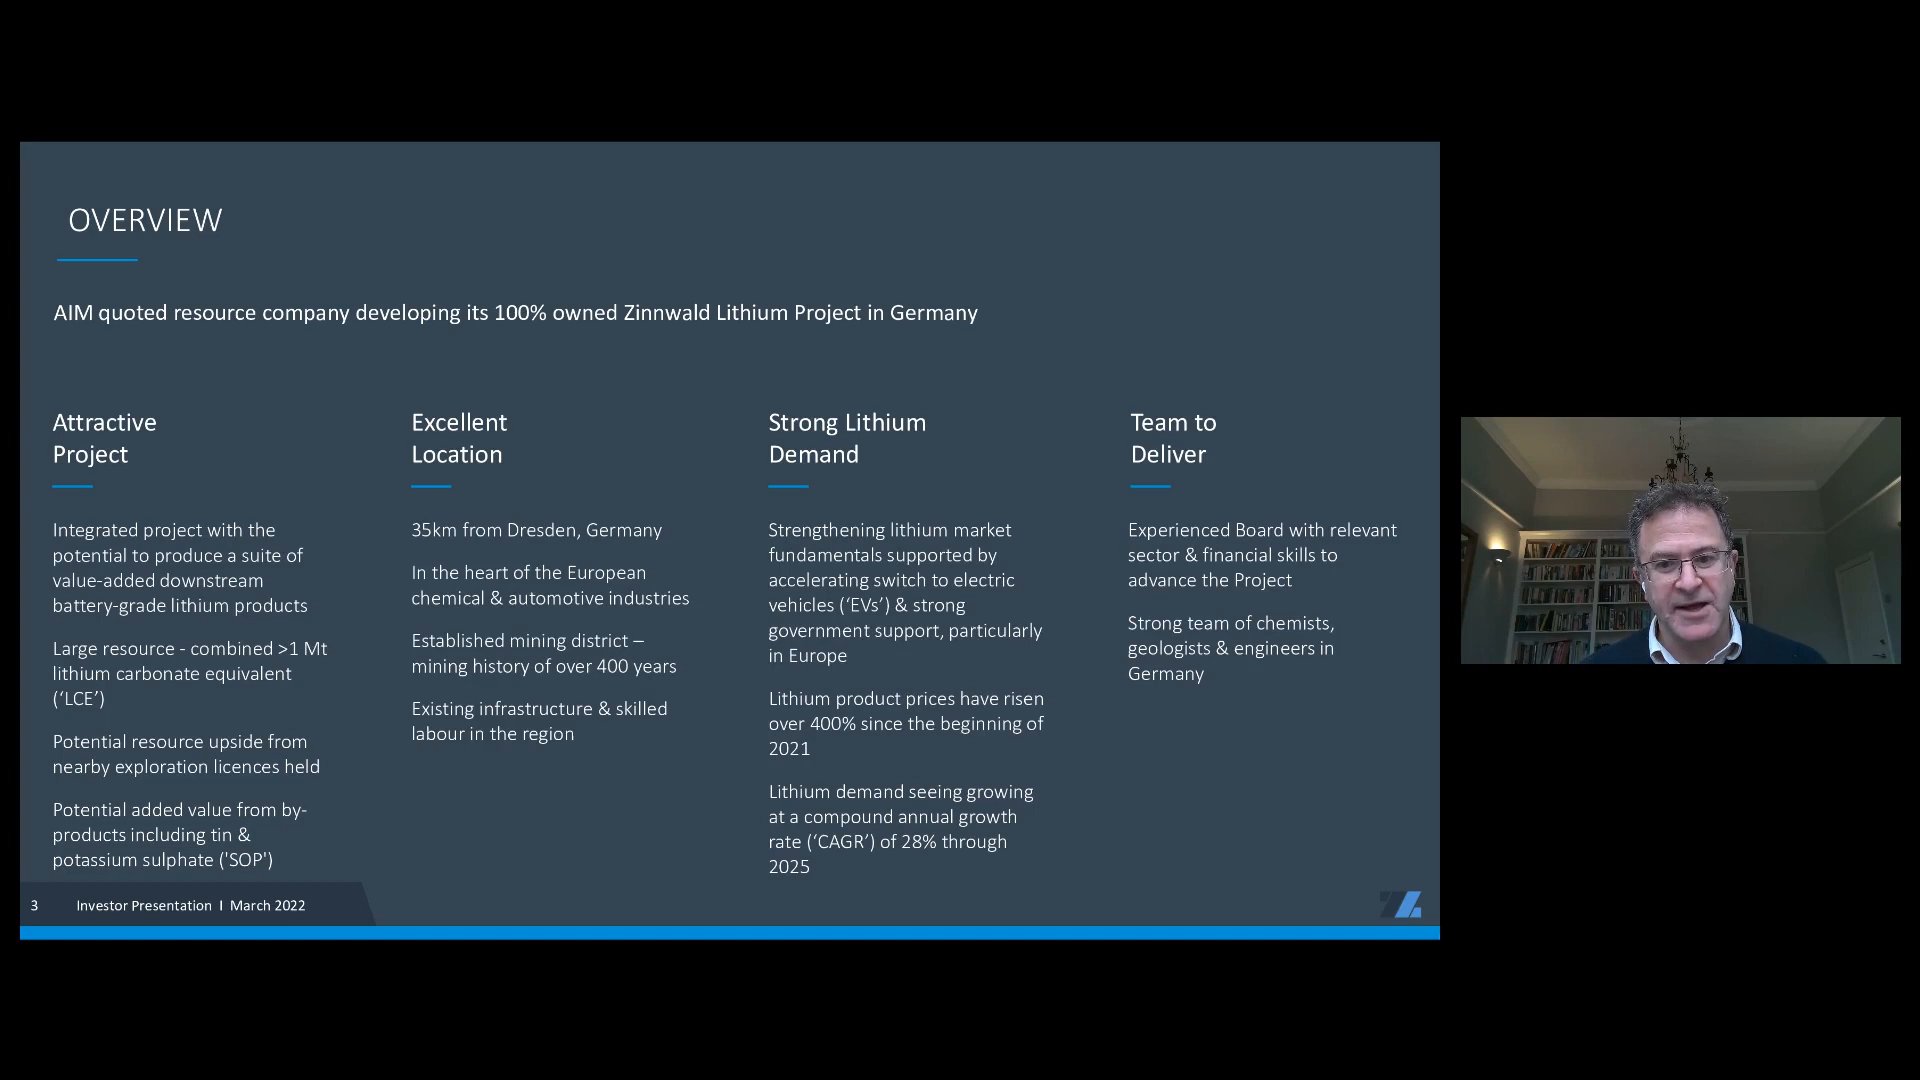 OVERVIEW
AIM quoted resource company developing its 100% owned Zinnwald Lithium Project in Germany
Attractive
Project
Integrated project with the
potential to produce a suite of
value-added downstream
battery-grade lithium products
Large resource - combined >1 Mt
lithium carbonate equivalent
(‘LCE’)
Potential resource upside from
nearby exploration licences held
Potential added value from by-
products including tin &
potassium sulphate ('SOP')
Excellent
Location
35km from Dresden, Germany
In the heart of the European
chemical & automotive industries
Established mining district –
mining history of over 400 years
Existing infrastructure & skilled
labour in the region
Strong Lithium
Demand
Strengthening lithium market
fundamentals supported by
accelerating switch to electric
vehicles (‘EVs’) & strong
government support, particularly
in Europe
Lithium product prices have risen
over 400% since the beginning of
2021
Lithium demand seeing growing
at a compound annual growth
rate (‘CAGR’) of 28% through
2025
Team to
Deliver
Experienced Board with relevant
sector & financial skills to
advance the Project
Strong team of chemists,
geologists & engineers in
Germany
3 Investor Presentation I March 2022